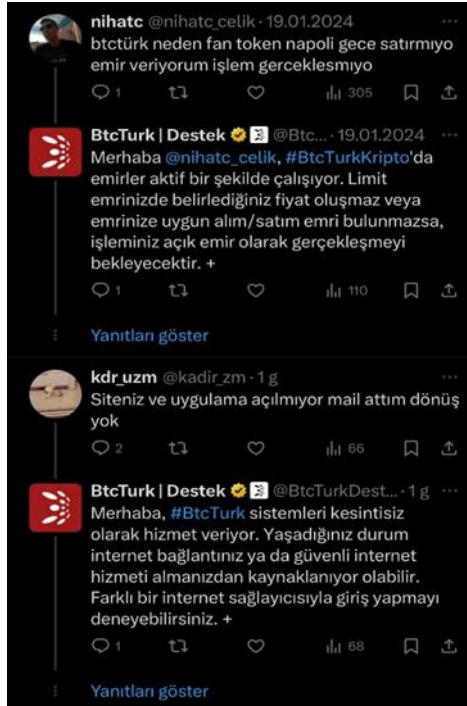 nihatc @nihatc_celik · 19.01.2024
btctürk neden fan token napoli gece satırmıyo
emir veriyorum işlem gerceklesmıyo
1 305
BtcTurk | Destek @Btc... · 19.01.2024
Merhaba @nihatc_celik, #BtcTurkKripto'da
emirler aktif bir şekilde çalışıyor. Limit
emrinizde belirlediğiniz fiyat oluşmaz veya
emrinize uygun alım/satım emri bulunmazsa,
işleminiz açık emir olarak gerçekleşmeyi
bekleyecektir. +
1 110
Yanıtları göster
kdr_uzm @kadir_zm · 1 g
Siteniz ve uygulama açılmıyor mail attım dönüş
yok
2 66
BtcTurk | Destek @BtcTurkDest... · 1 g
Merhaba, #BtcTurk sistemleri kesintisiz
olarak hizmet veriyor. Yaşadığınız durum
internet bağlantınız ya da güvenli internet
hizmeti almanızdan kaynaklanıyor olabilir.
Farklı bir internet sağlayıcısıyla giriş yapmayı
deneyebilirsiniz. +
1 68
Yanıtları göster